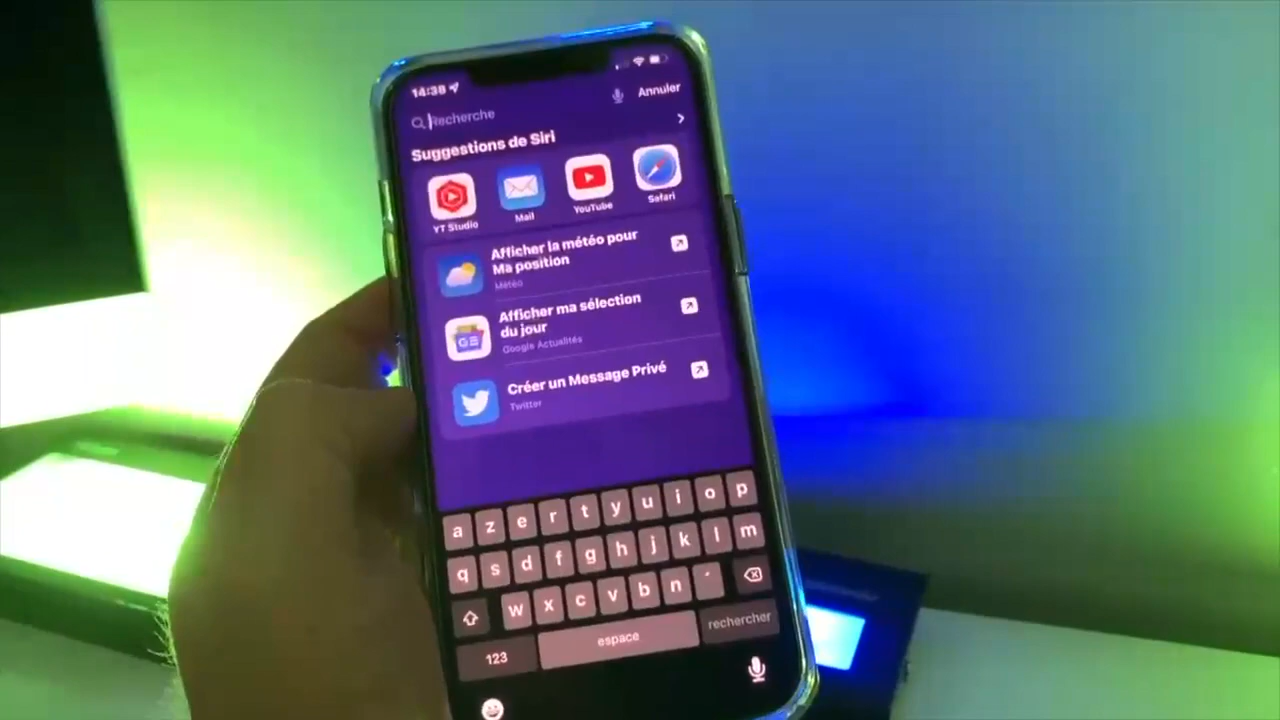 14:38
Recherche
Annuler
Suggestions de Siri
YT Studio
Mail
YouTube
Safari
Afficher la météo pour
Ma position
Météo
Afficher ma sélection
du jour
Google Actualités
Créer un Message Privé
Twitter
a z e r t y u i o p
q s d f g h j k l m
w x c v b n ´
123
espace
rechercher